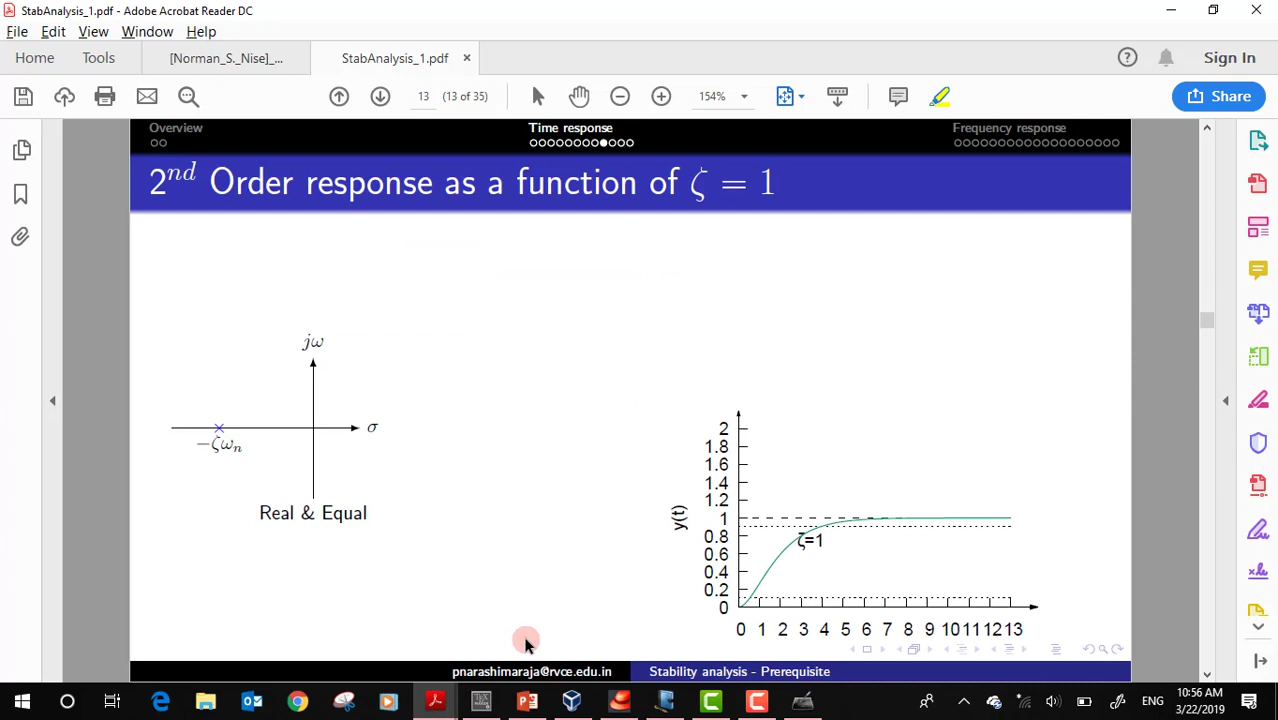 StabAnalysis_1.pdf - Adobe Acrobat Reader DC
File Edit View Window Help
Home Tools [Norman_S._Nise]_... StabAnalysis_1.pdf × Sign In
13 (13 of 35) 154% Share
Overview Time response Frequency response
2nd Order response as a function of ζ = 1
jω
σ
−ζωn
Real & Equal
y(t)
2
1.8
1.6
1.4
1.2
1
0.8
0.6
0.4
0.2
0
ζ=1
0 1 2 3 4 5 6 7 8 9 10 11 12 13
pnarashimaraja@rvce.edu.in Stability analysis - Prerequisite
ENG 10:56 AM
3/22/2019